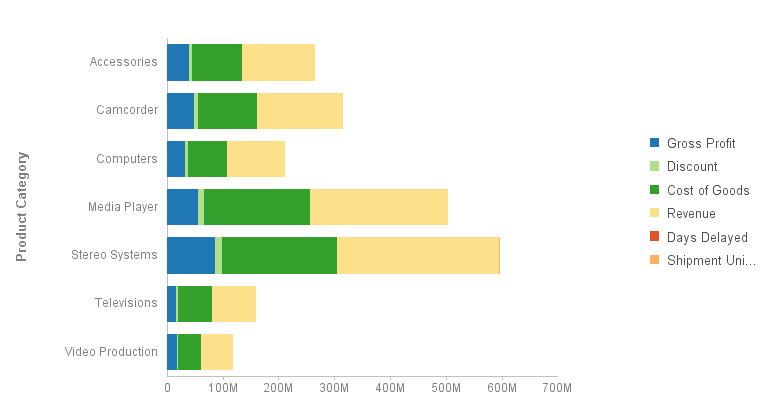 Product Category
Accessories
Camcorder
Computers
Media Player
Stereo Systems
Televisions
Video Production
0 100M 200M 300M 400M 500M 600M 700M
Gross Profit
Discount
Cost of Goods
Revenue
Days Delayed
Shipment Uni...